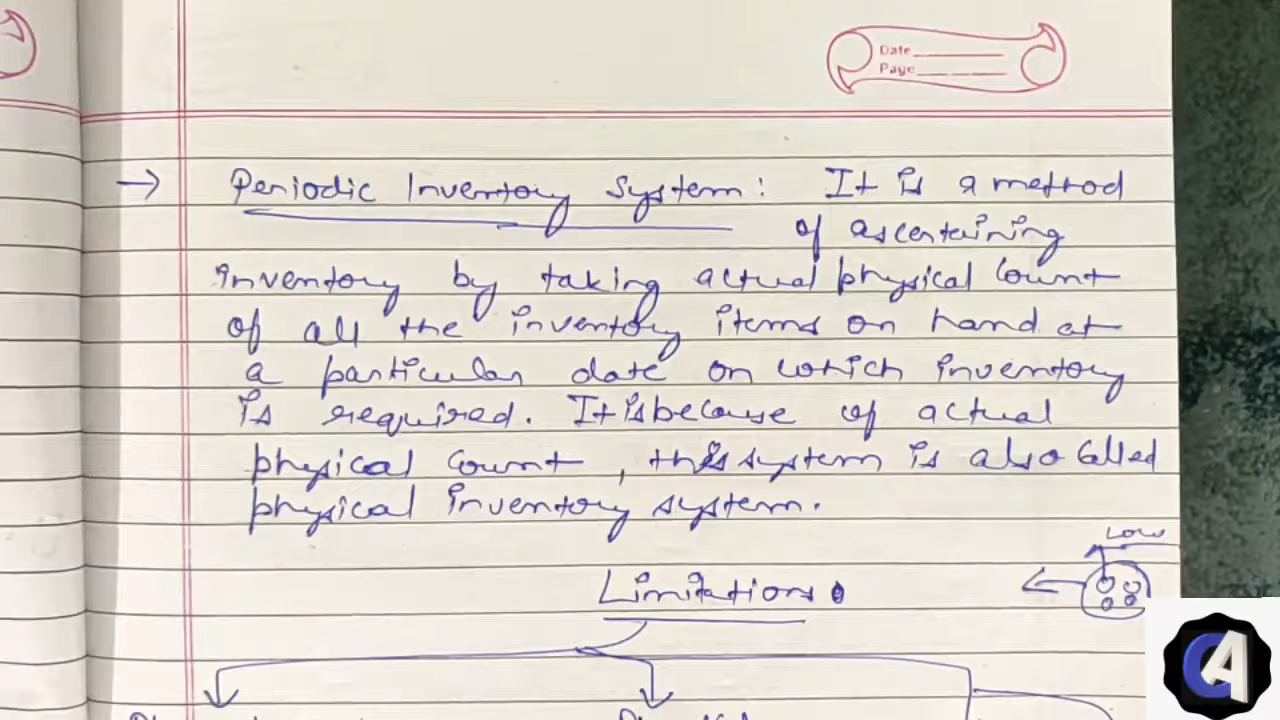 Date
Page
→ Periodic Inventory System: It is a method
of ascertaining
inventory by taking actual physical count
of all the inventory items on hand at
a particular date on which inventory
is required. It is because of actual
physical count, this system is also called
physical inventory system.
Low
Limitations
CA